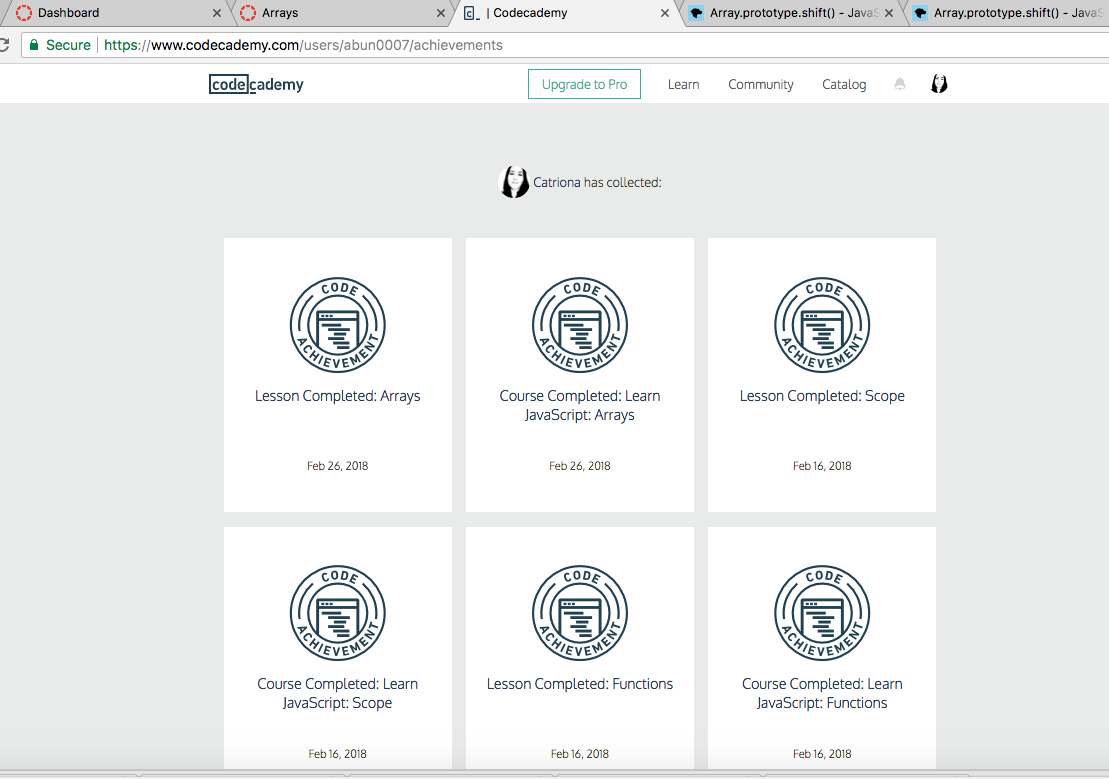 Dashboard
Arrays
| Codecademy
Array.prototype.shift() - JavaS
Array.prototype.shift() - JavaS
Secure
https://www.codecademy.com/users/abun0007/achievements
codecademy
Upgrade to Pro
Learn
Community
Catalog
Catriona has collected:
CODE
ACHIEVEMENT
Lesson Completed: Arrays
Feb 26, 2018
CODE
ACHIEVEMENT
Course Completed: Learn
JavaScript: Arrays
Feb 26, 2018
CODE
ACHIEVEMENT
Lesson Completed: Scope
Feb 16, 2018
CODE
ACHIEVEMENT
Course Completed: Learn
JavaScript: Scope
Feb 16, 2018
CODE
ACHIEVEMENT
Lesson Completed: Functions
Feb 16, 2018
CODE
ACHIEVEMENT
Course Completed: Learn
JavaScript: Functions
Feb 16, 2018